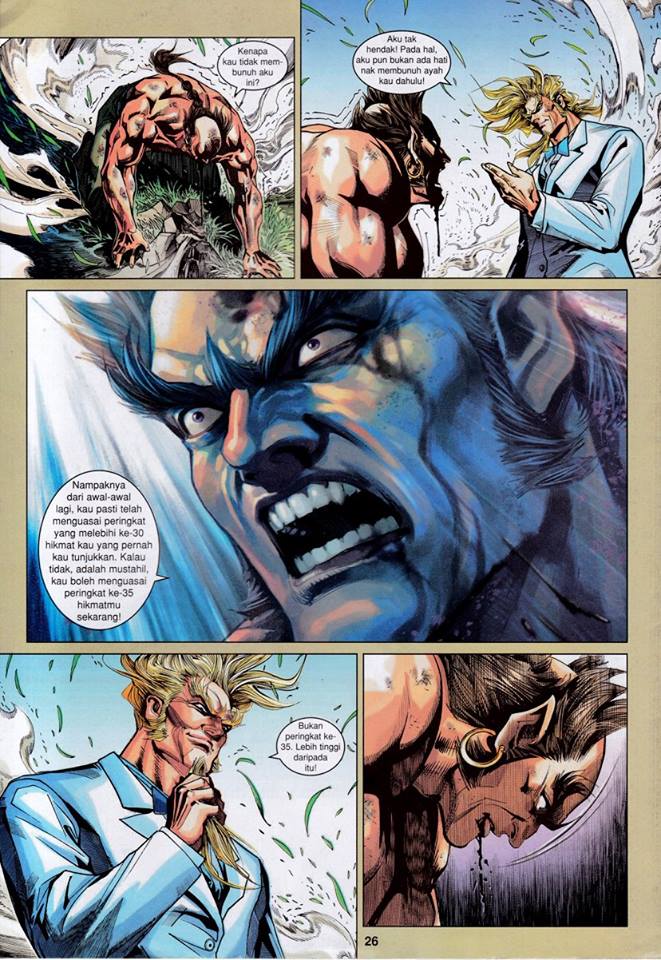 Kenapa
kau tidak mem-
bunuh aku
ini?
Aku tak
hendak! Pada hal,
aku pun bukan ada hati
nak membunuh ayah
kau dahulu!
Nampaknya
dari awal-awal
lagi, kau pasti telah
menguasai peringkat
yang melebihi ke-30
hikmat kau yang pernah
kau tunjukkan. Kalau
tidak, adalah mustahil,
kau boleh menguasai
peringkat ke-35
hikmatmu
sekarang!
Bukan
peringkat ke-
35. Lebih tinggi
daripada
itu!
26